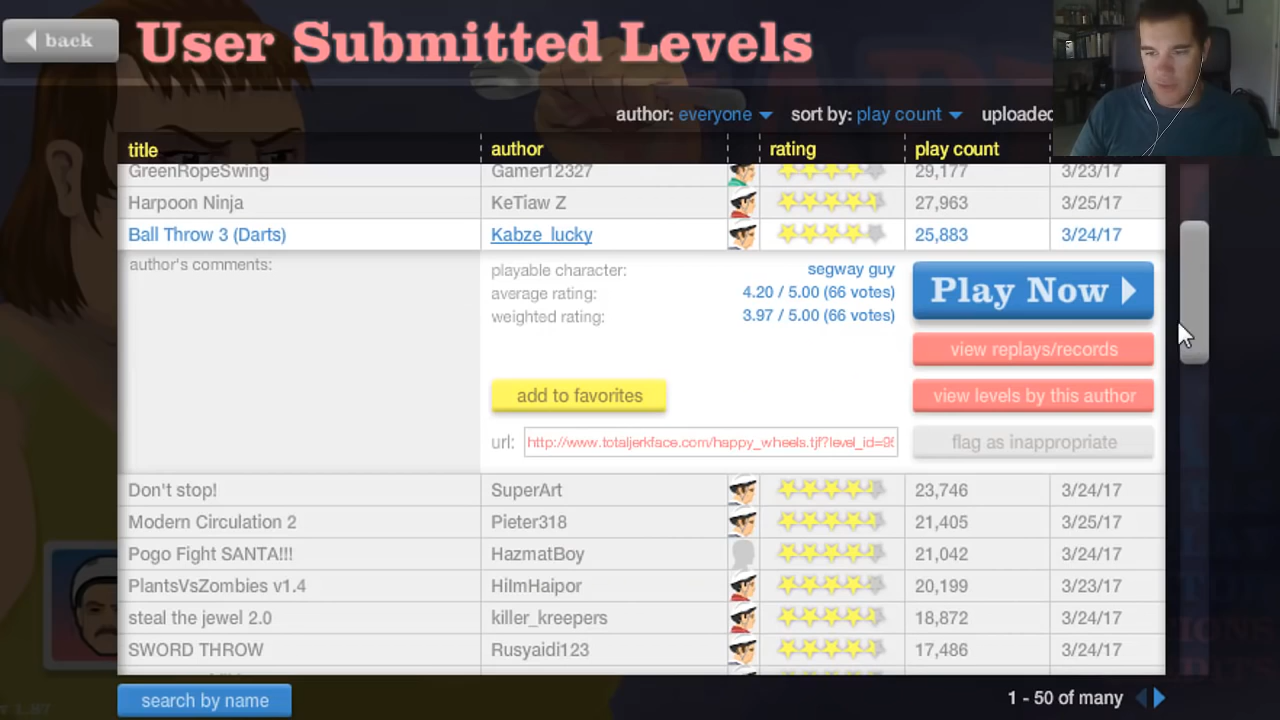 back
User Submitted Levels
author: everyone sort by: play count uploaded
title author rating play count
GreenRopeSwing Gamer12327 29,177 3/23/17
Harpoon Ninja KeTiaw Z 27,963 3/25/17
Ball Throw 3 (Darts) Kabze lucky 25,883 3/24/17
author's comments:
playable character: segway guy
average rating: 4.20 / 5.00 (66 votes)
weighted rating: 3.97 / 5.00 (66 votes)
Play Now
view replays/records
add to favorites
view levels by this author
url: http://www.totaljerkface.com/happy_wheels.tjf?level_id=9
flag as inappropriate
Don't stop! SuperArt 23,746 3/24/17
Modern Circulation 2 Pieter318 21,405 3/25/17
Pogo Fight SANTA!!! HazmatBoy 21,042 3/24/17
PlantsVsZombies v1.4 HilmHaipor 20,199 3/23/17
steal the jewel 2.0 killer_kreepers 18,872 3/24/17
SWORD THROW Rusyaidi123 17,486 3/24/17
search by name
1 - 50 of many